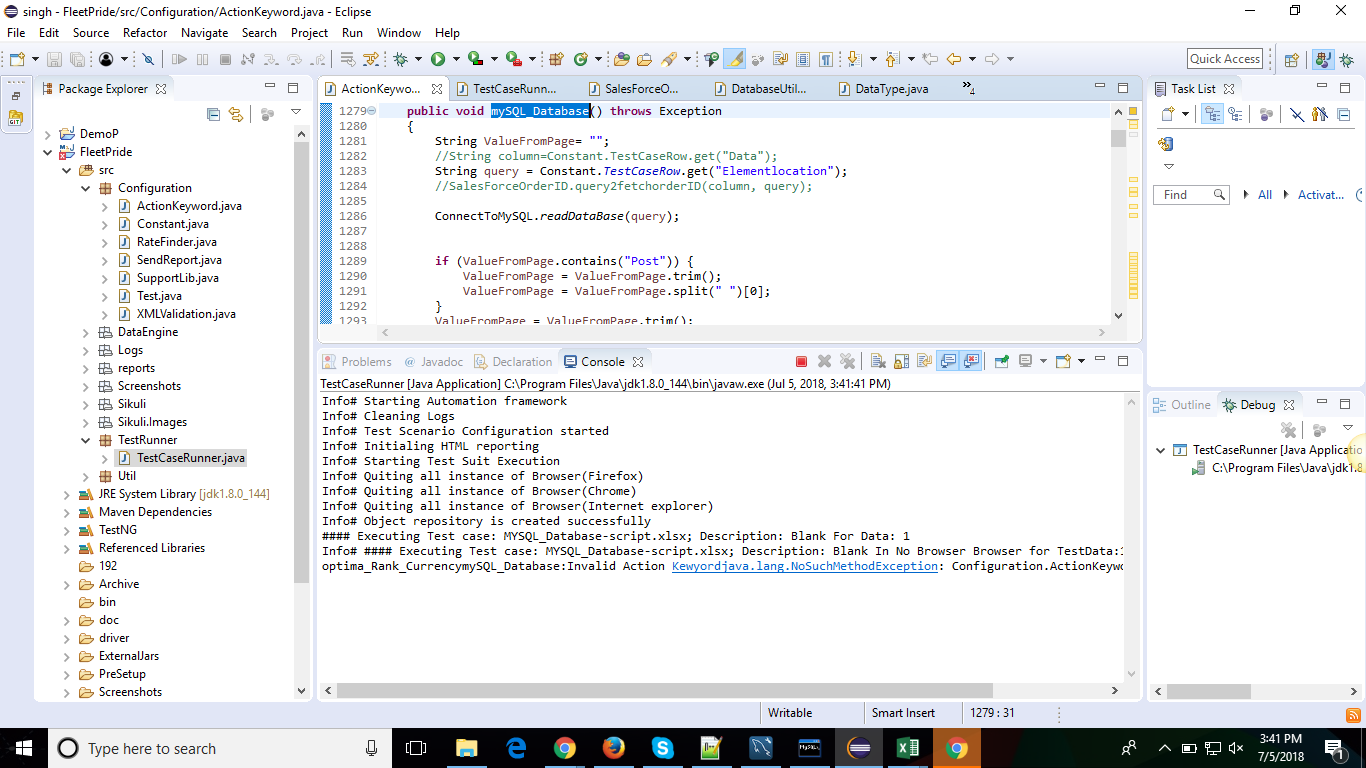 singh - FleetPride/src/Configuration/ActionKeyword.java - Eclipse
File Edit Source Refactor Navigate Search Project Run Window Help
Quick Access
Package Explorer
DemoP
FleetPride
src
Configuration
ActionKeyword.java
Constant.java
RateFinder.java
SendReport.java
SupportLib.java
Test.java
XMLValidation.java
DataEngine
Logs
reports
Screenshots
Sikuli
Sikuli.Images
TestRunner
TestCaseRunner.java
Util
JRE System Library [jdk1.8.0_144]
Maven Dependencies
TestNG
Referenced Libraries
192
Archive
bin
doc
driver
ExternalJars
PreSetup
Screenshots
ActionKeywo... TestCaseRunn... SalesForceO... DatabaseUtil... DataType.java »4
1279 public void mySQL_Database() throws Exception
1280 {
1281 String ValueFromPage= "";
1282 //String column=Constant.TestCaseRow.get("Data");
1283 String query = Constant.TestCaseRow.get("Elementlocation");
1284 //SalesForceOrderID.query2fetchorderID(column, query);
1285
1286 ConnectToMySQL.readDataBase(query);
1287
1288
1289 if (ValueFromPage.contains("Post")) {
1290 ValueFromPage = ValueFromPage.trim();
1291 ValueFromPage = ValueFromPage.split(" ")[0];
1292 }
1293 ValueFromPage = ValueFromPage.trim();
Problems @ Javadoc Declaration Console
TestCaseRunner [Java Application] C:\Program Files\Java\jdk1.8.0_144\bin\javaw.exe (Jul 5, 2018, 3:41:41 PM)
Info# Starting Automation framework
Info# Cleaning Logs
Info# Test Scenario Configuration started
Info# Initialing HTML reporting
Info# Starting Test Suit Execution
Info# Quiting all instance of Browser(Firefox)
Info# Quiting all instance of Browser(Chrome)
Info# Quiting all instance of Browser(Internet explorer)
Info# Object repository is created successfully
#### Executing Test case: MYSQL_Database-script.xlsx; Description: Blank For Data: 1
Info# #### Executing Test case: MYSQL_Database-script.xlsx; Description: Blank In No Browser Browser for TestData:1
optima_Rank_CurrencymySQL_Database:Invalid Action Kewyordjava.lang.NoSuchMethodException: Configuration.ActionKeywo
Task List
Find All Activat...
Outline Debug
TestCaseRunner [Java Applicatio
C:\Program Files\Java\jdk1.8
Writable Smart Insert 1279 : 31
Type here to search
MySQL
3:41 PM
7/5/2018
1